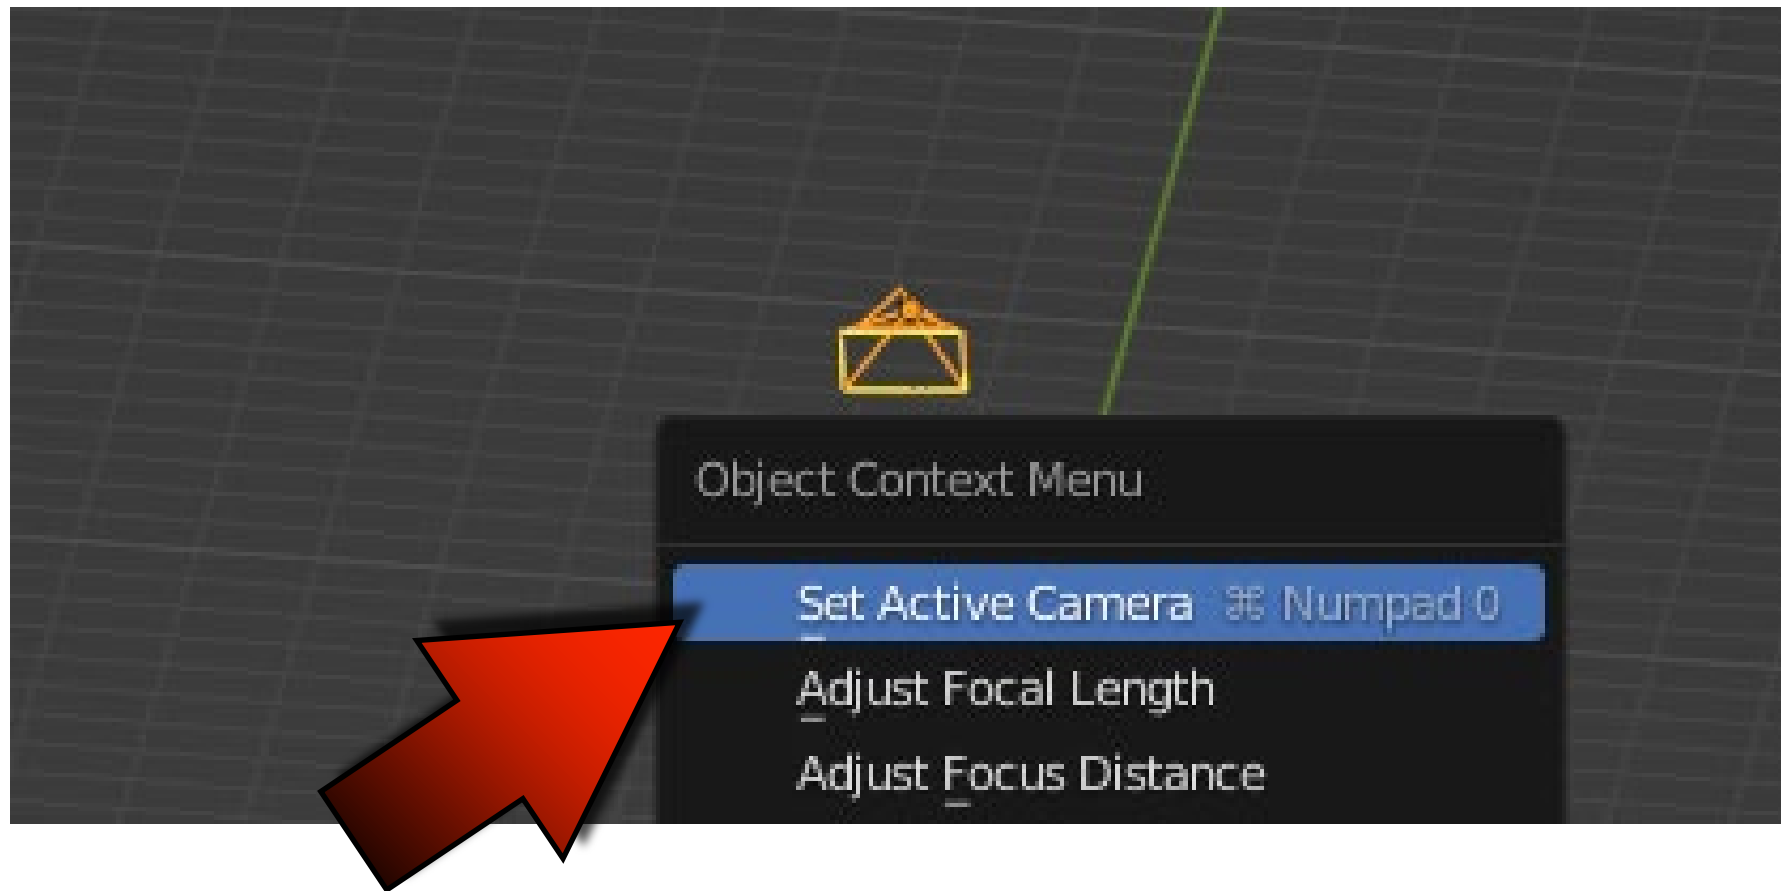 Object Context Menu
Set Active Camera ⌘ Numpad 0
Adjust Focal Length
Adjust Focus Distance